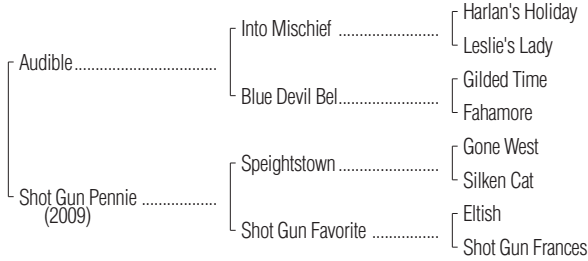 Harlan's Holiday
Into Mischief ........................
Leslie's Lady
Audible..................................
Gilded Time
Blue Devil Bel........................
Fahamore
Gone West
Speightstown ........................
Silken Cat
Shot Gun Pennie ..................
(2009)
Eltish
Shot Gun Favorite ................
Shot Gun Frances